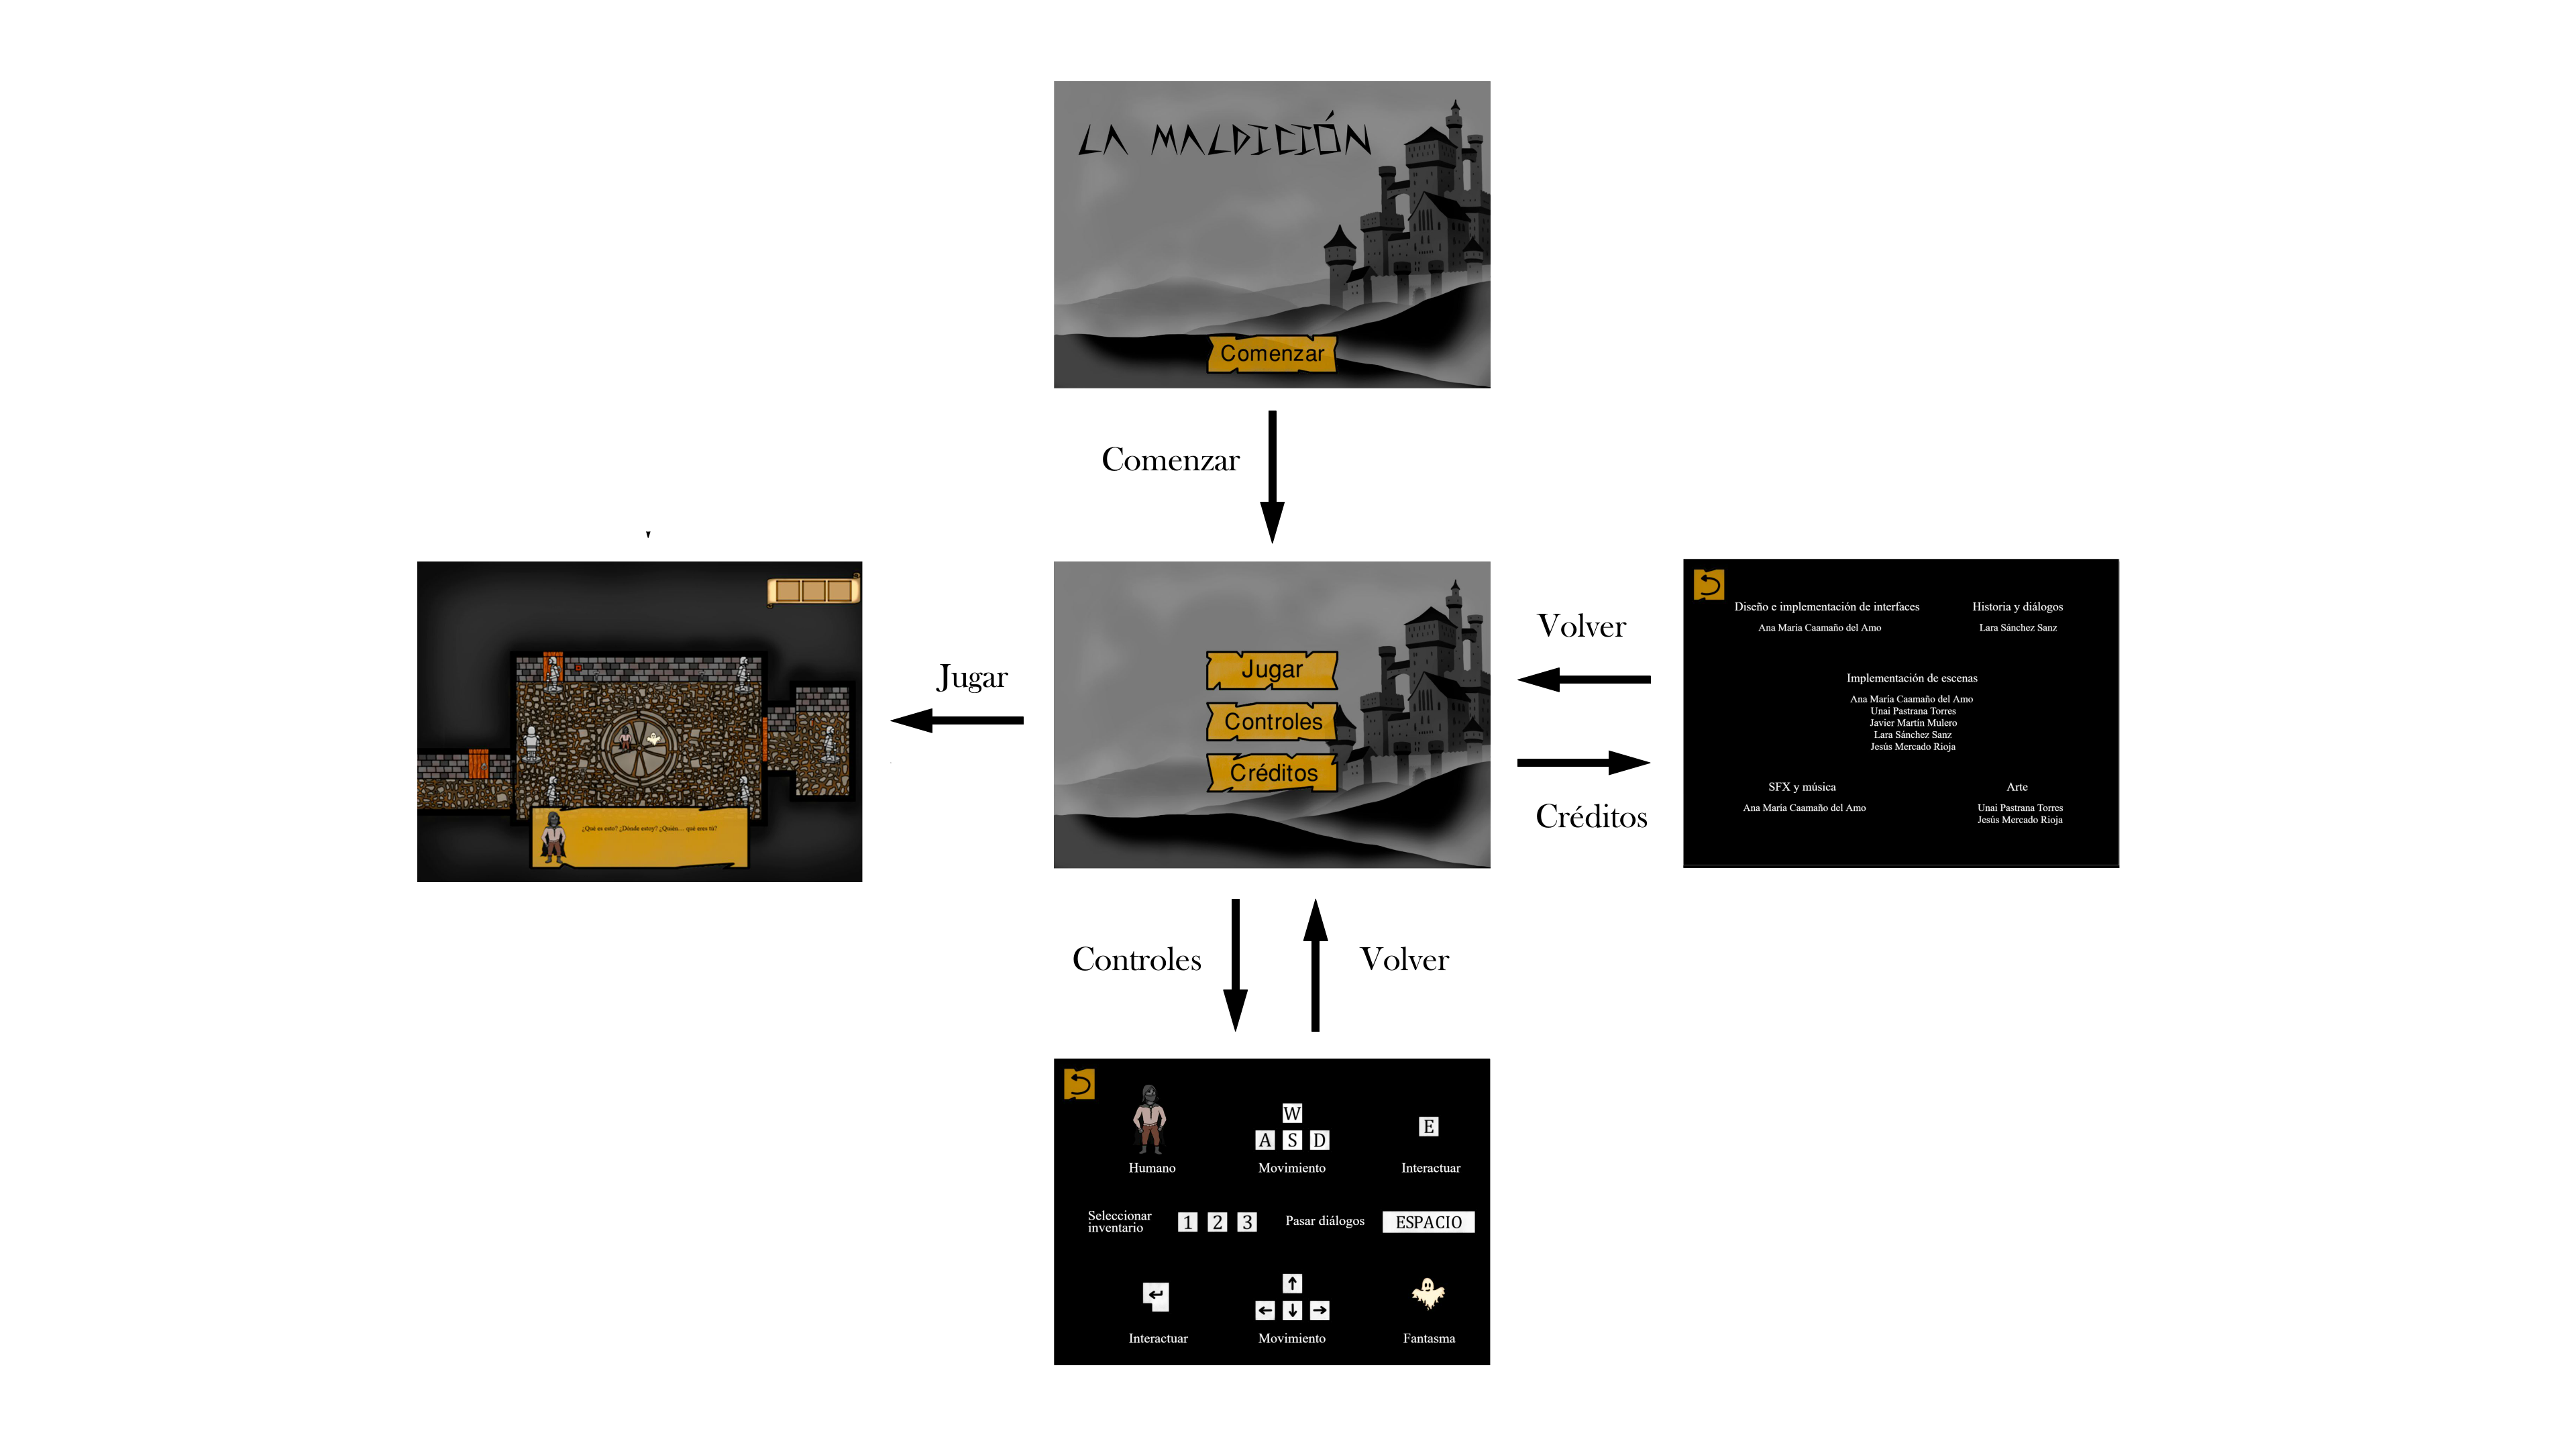 LA MALDICIÓN
Comenzar
Comenzar
¿Qué es esto? ¿Dónde estoy? ¿Quién... qué eres tú?
Jugar
Jugar
Controles
Créditos
Volver
Créditos
Diseño e implementación de interfaces
Ana María Caamaño del Amo
Historia y diálogos
Lara Sánchez Sanz
Implementación de escenas
Ana María Caamaño del Amo
Unai Pastrana Torres
Javier Martín Mulero
Lara Sánchez Sanz
Jesús Mercado Rioja
SFX y música
Ana María Caamaño del Amo
Arte
Unai Pastrana Torres
Jesús Mercado Rioja
Controles
Volver
W
A S D
E
Humano
Movimiento
Interactuar
Seleccionar
inventario
1 2 3
Pasar diálogos
ESPACIO
↵
↑
← ↓ →
Interactuar
Movimiento
Fantasma